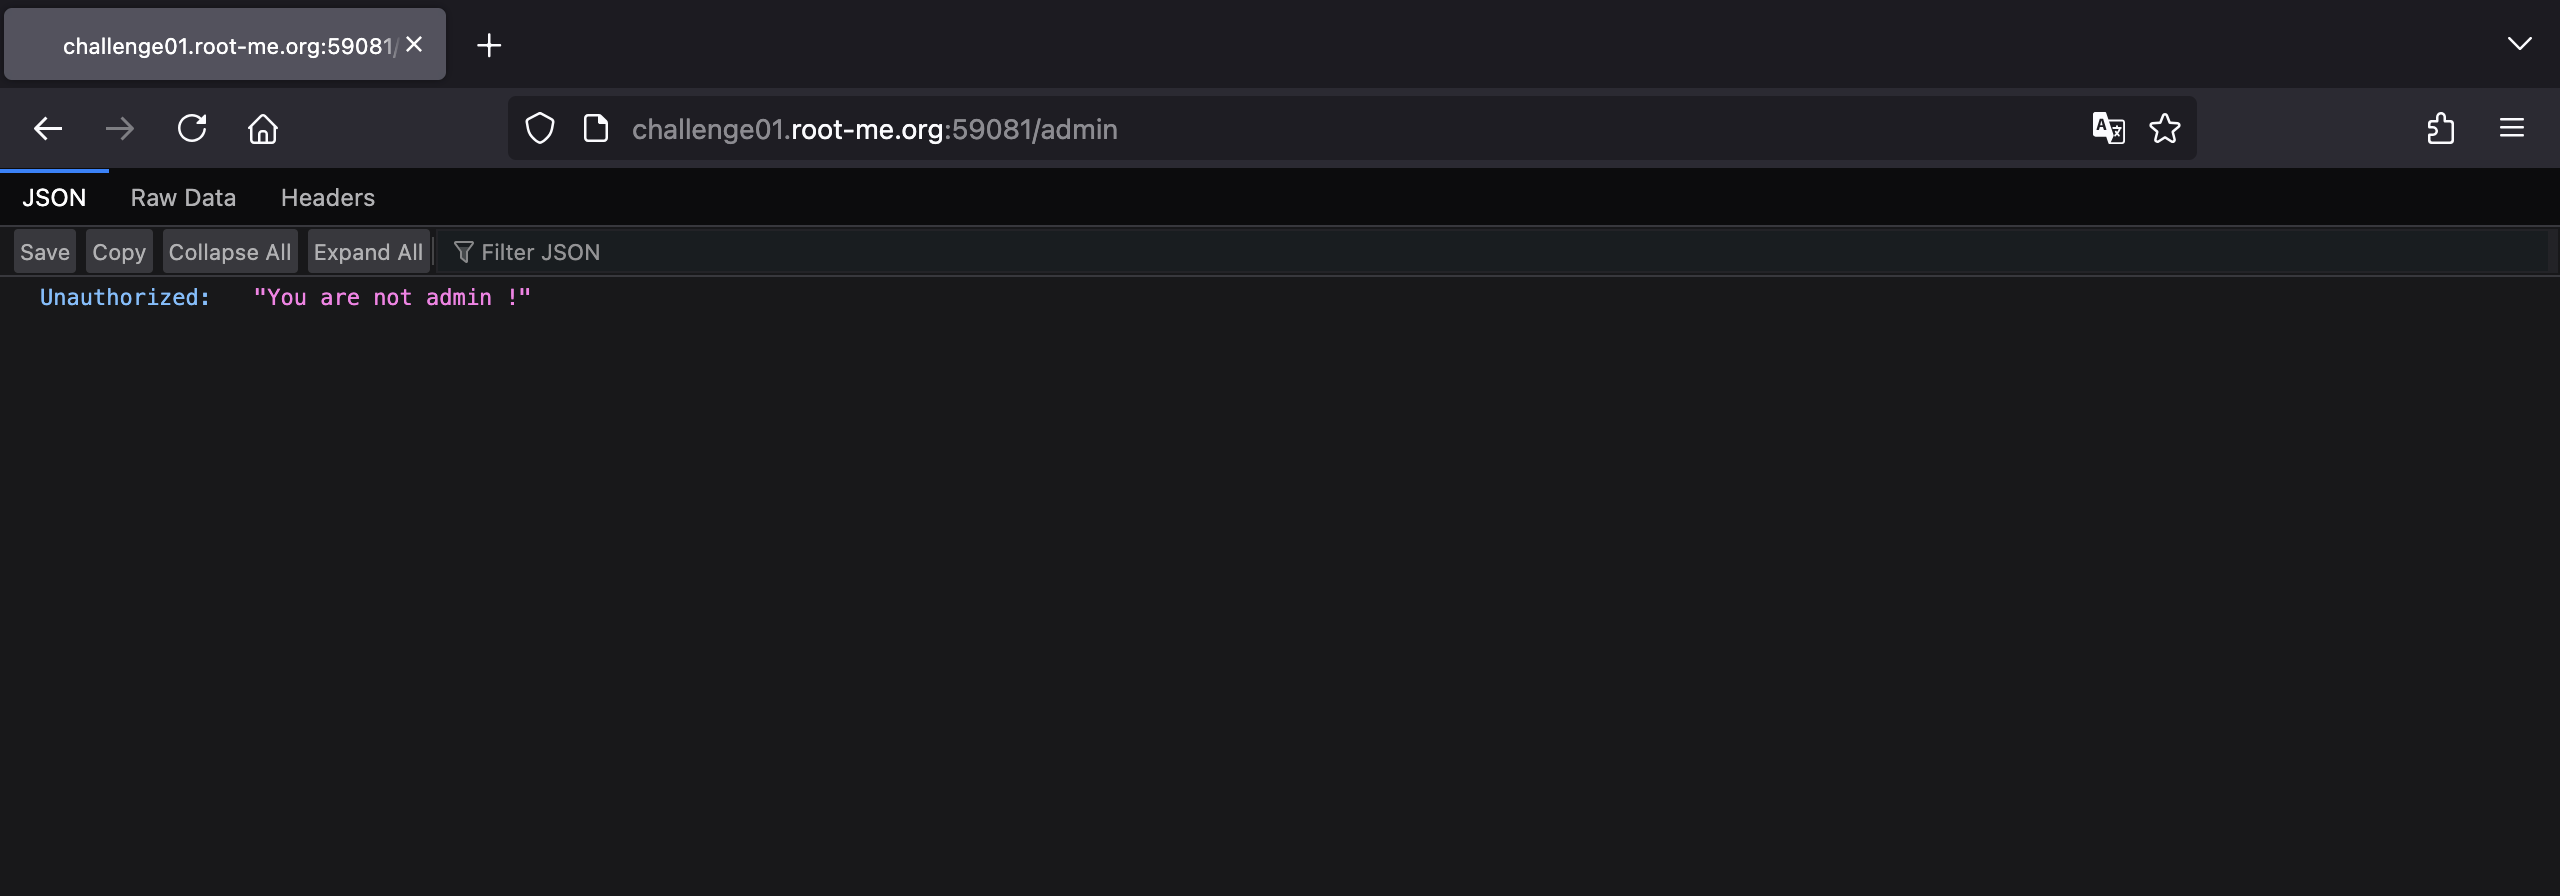 challenge01.root-me.org:59081/
challenge01.root-me.org:59081/admin
JSON Raw Data Headers
Save Copy Collapse All Expand All Filter JSON
Unauthorized: "You are not admin !"